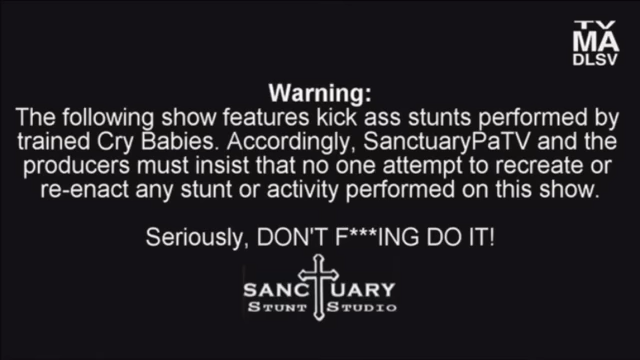 TV
MA
DLSV
Warning:
The following show features kick ass stunts performed by
trained Cry Babies. Accordingly, SanctuaryPaTV and the
producers must insist that no one attempt to recreate or
re-enact any stunt or activity performed on this show.
Seriously, DON'T F***ING DO IT!
SANCTUARY
STUNT STUDIO